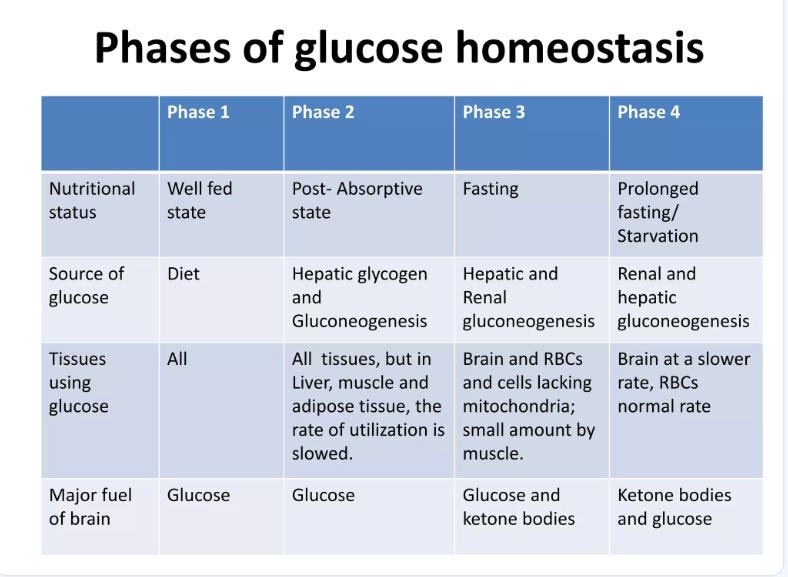 Phases of glucose homeostasis
Phase 1
Phase 2
Phase 3
Phase 4
Nutritional
status
Well fed
state
Post- Absorptive
state
Fasting
Prolonged
fasting/
Starvation
Source of
glucose
Diet
Hepatic glycogen
and
Gluconeogenesis
Hepatic and
Renal
gluconeogenesis
Renal and
hepatic
gluconeogenesis
Tissues
using
glucose
All
All tissues, but in
Liver, muscle and
adipose tissue, the
rate of utilization is
slowed.
Brain and RBCs
and cells lacking
mitochondria;
small amount by
muscle.
Brain at a slower
rate, RBCs
normal rate
Major fuel
of brain
Glucose
Glucose
Glucose and
ketone bodies
Ketone bodies
and glucose